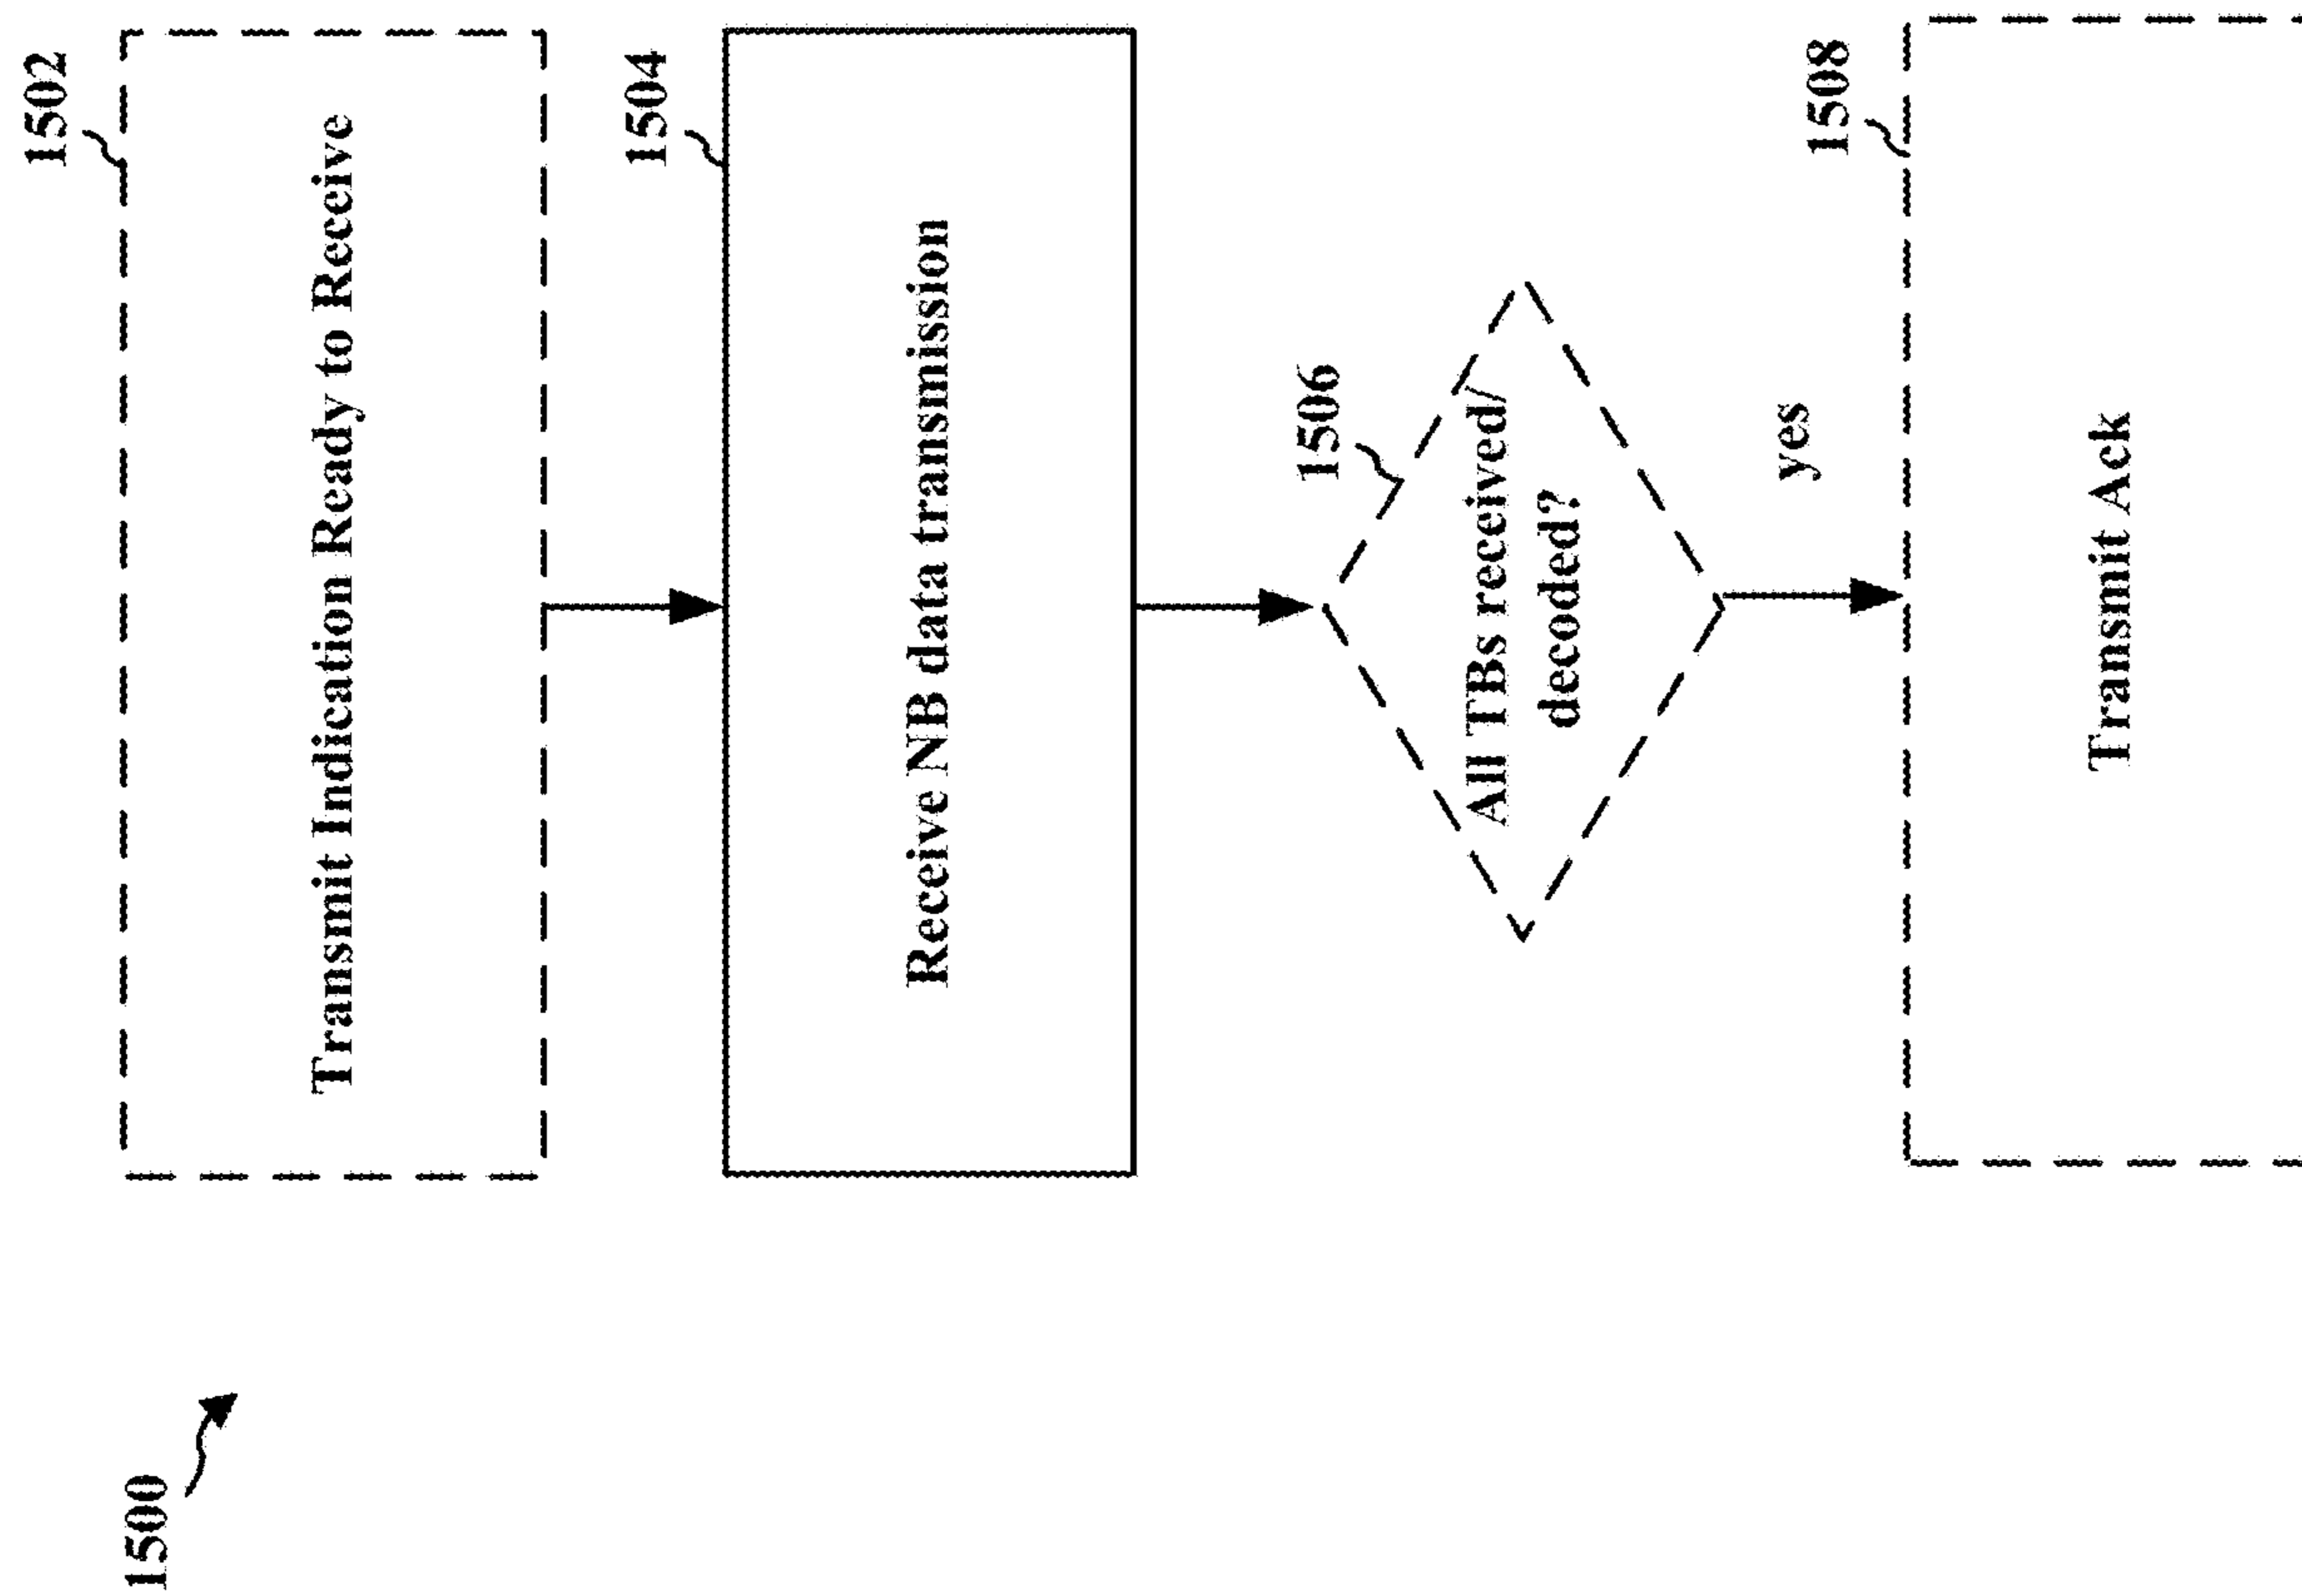 1500
1502
Transmit Indication Ready to Receive
1504
Receive NB data transmission
1506
All TBs received/
decoded?
yes
1508
Transmit Ack